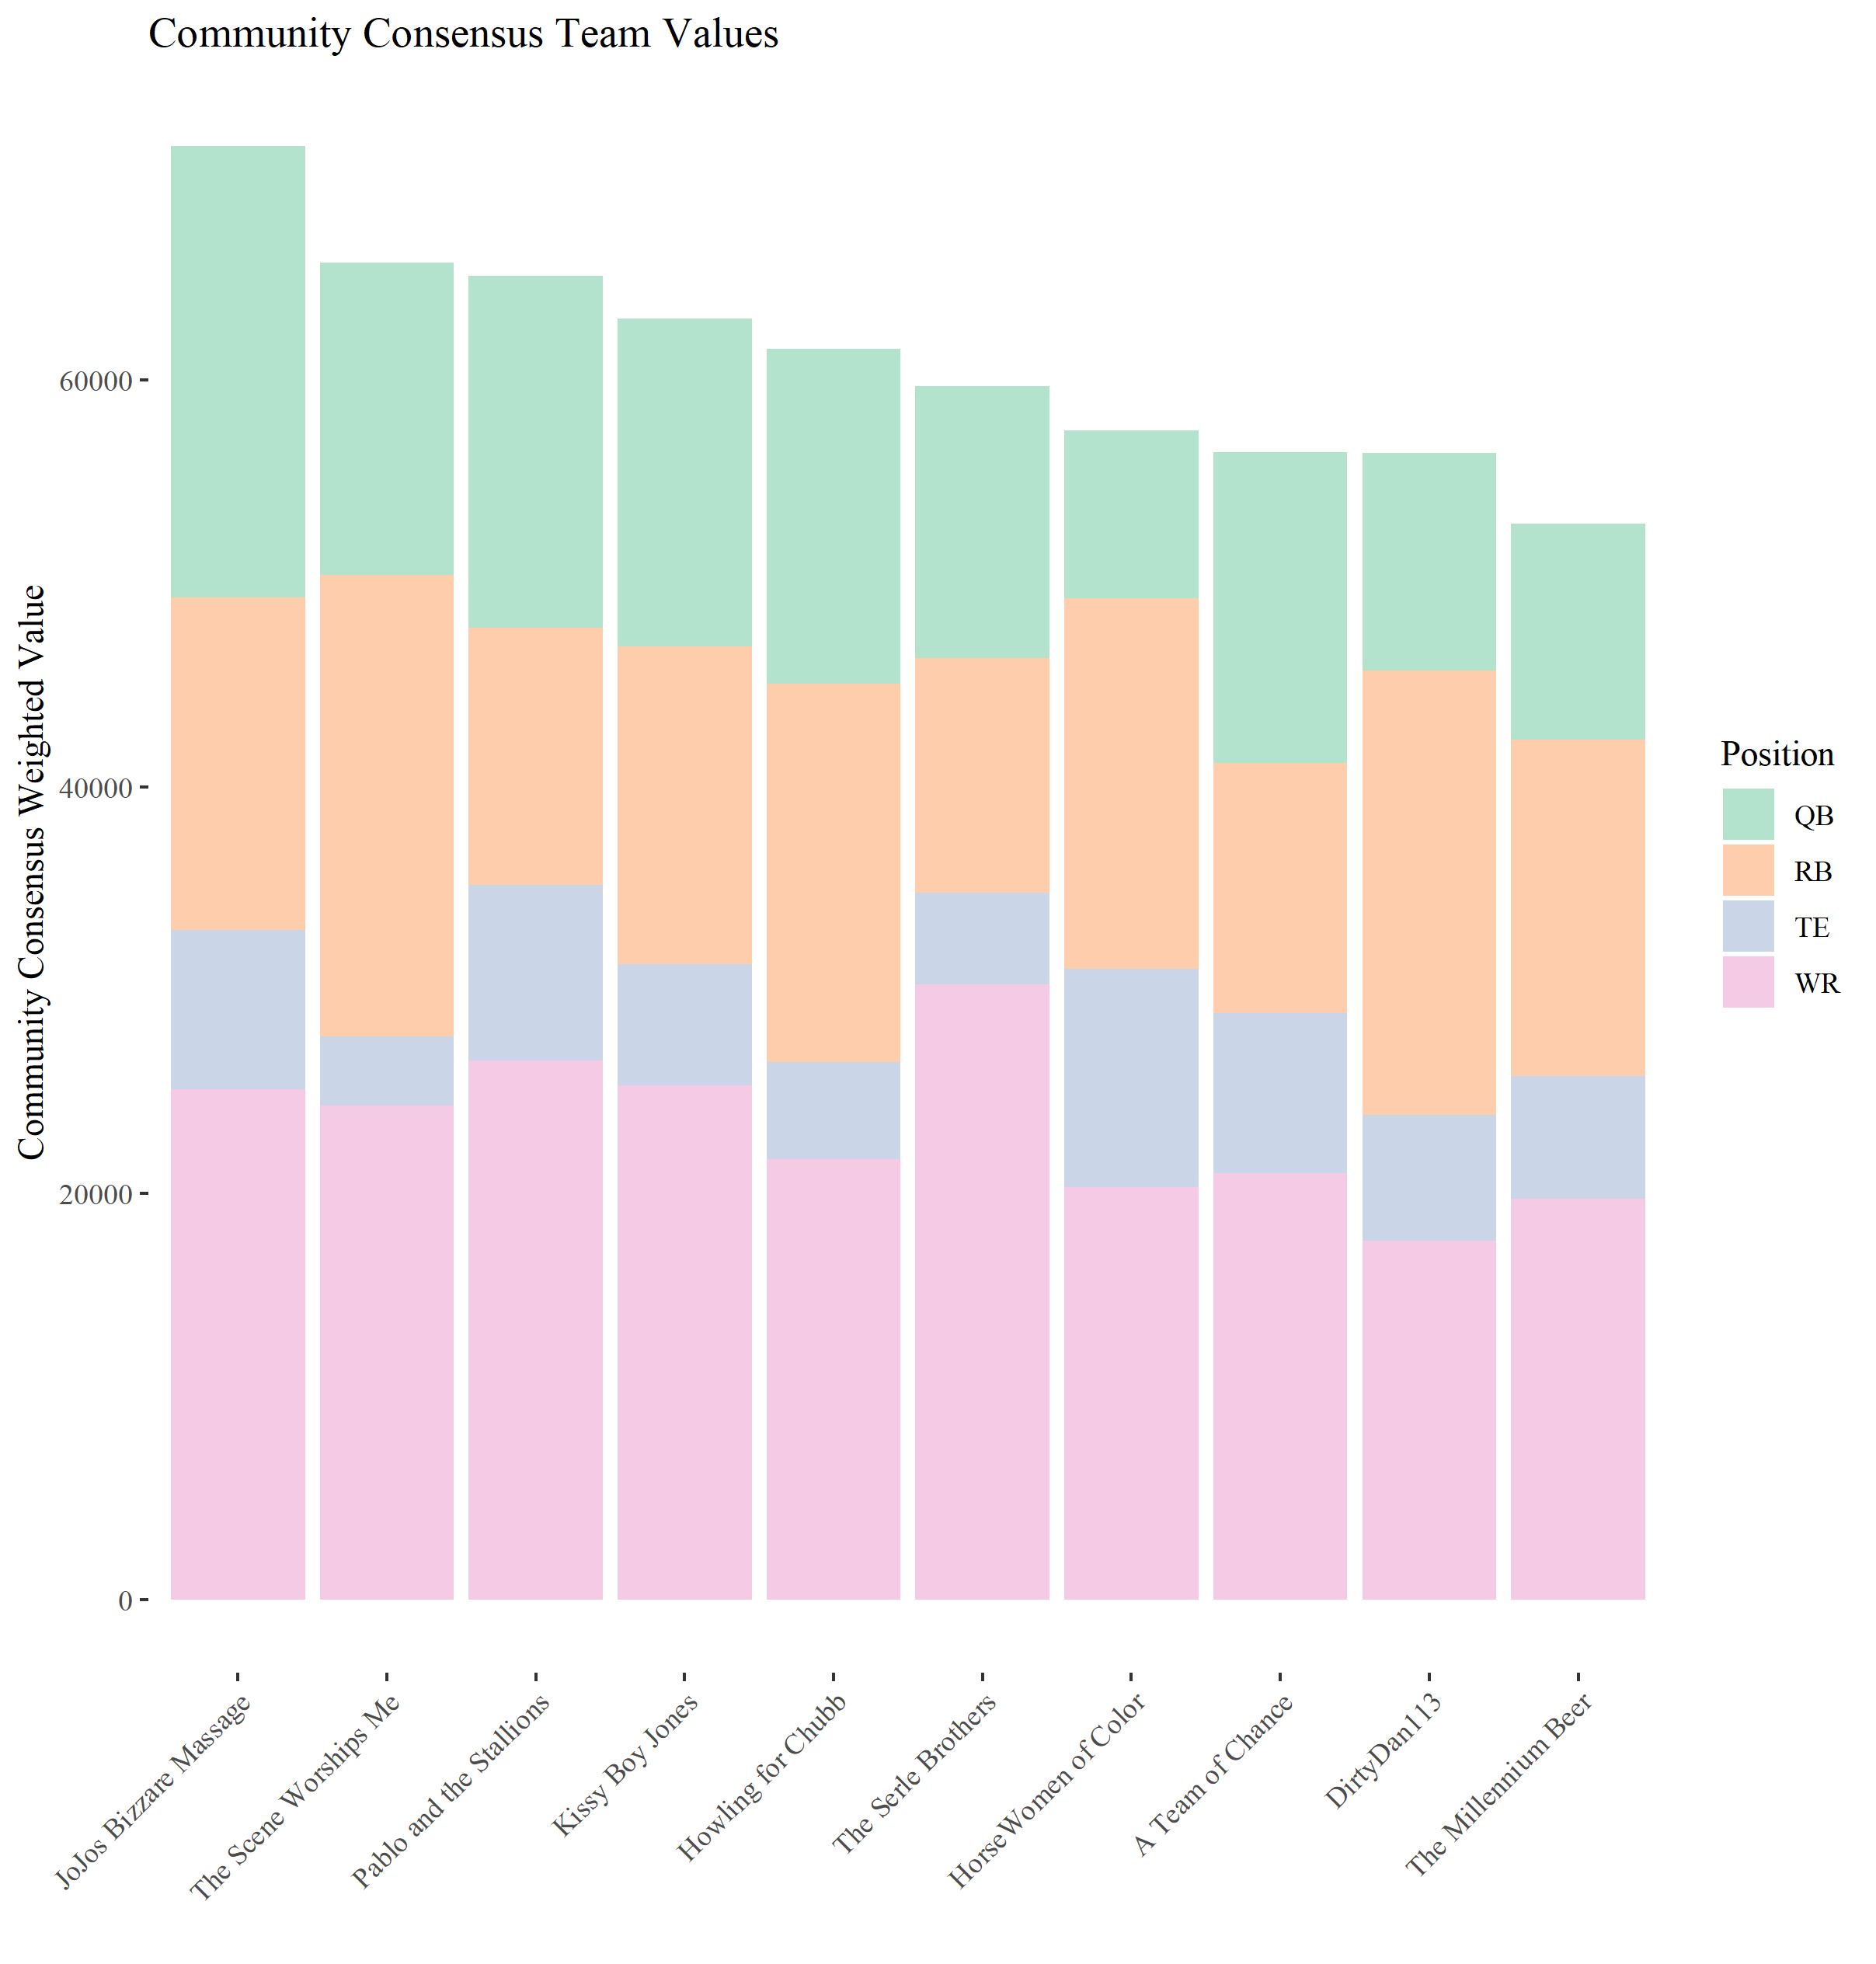 Community Consensus Team Values
Community Consensus Weighted Value
60000
40000
20000
0
Position
QB
RB
TE
WR
JoJos Bizzare Massage
The Scene Worships Me
Pablo and the Stallions
Kissy Boy Jones
Howling for Chubb
The Serle Brothers
HorseWomen of Color
A Team of Chance
DirtyDan113
The Millennium Beer